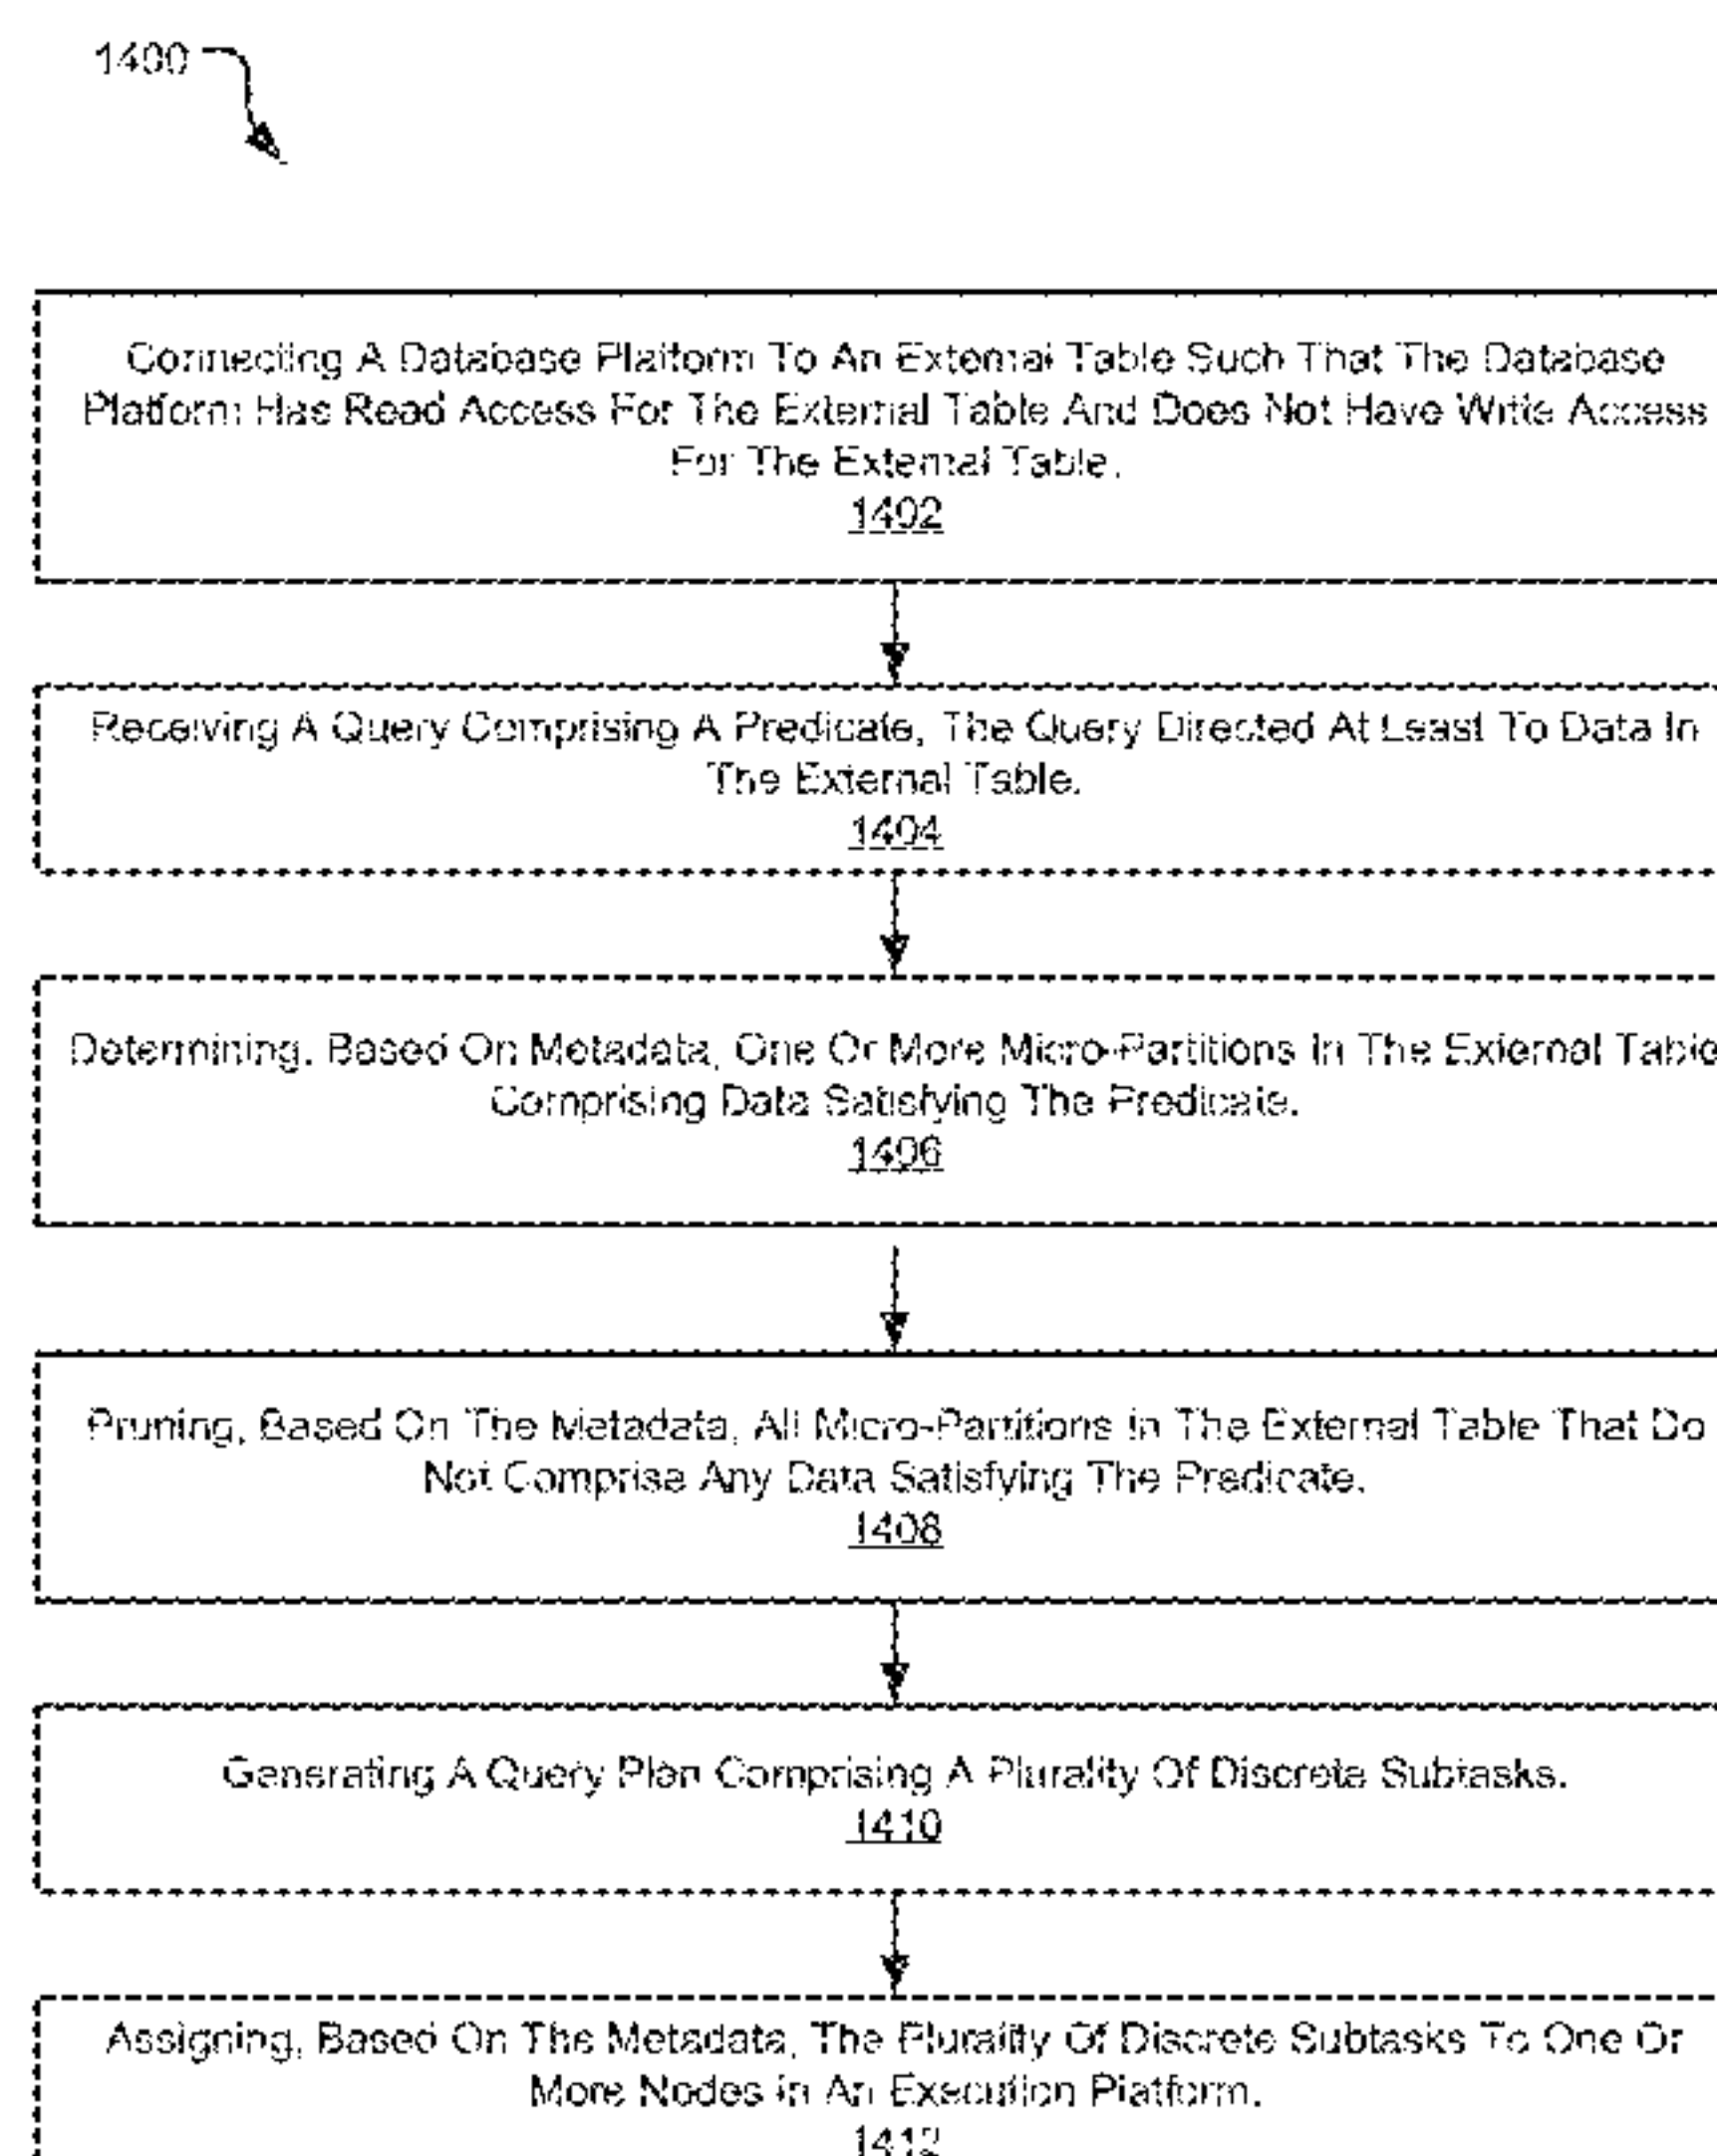 1400
Connecting A Database Platform To An External Table Such That The Database
Platform Has Read Access For The External Table And Does Not Have Write Access
For The External Table.
1402
Receiving A Query Comprising A Predicate, The Query Directed At Least To Data In
The External Table.
1404
Determining, Based On Metadata, One Or More Micro-Partitions In The External Table
Comprising Data Satisfying The Predicate.
1406
Pruning, Based On The Metadata, All Micro-Partitions In The External Table That Do
Not Comprise Any Data Satisfying The Predicate.
1408
Generating A Query Plan Comprising A Plurality Of Discrete Subtasks.
1410
Assigning, Based On The Metadata, The Plurality Of Discrete Subtasks To One Or
More Nodes In An Execution Platform.
1412